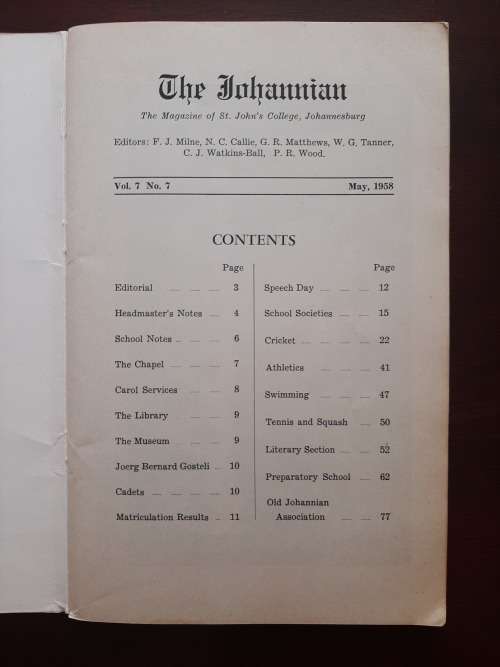 The Johannian
The Magazine of St. John's College, Johannesburg
Editors: F. J. Milne, N. C. Callie, G. R. Matthews, W. G. Tanner,
C. J. Watkins-Ball, P. R. Wood.
Vol. 7 No. 7 May, 1958
CONTENTS
Page
Editorial .... .... .... 3
Headmaster's Notes .... 4
School Notes .. .... .... 6
The Chapel .... .... .... 7
Carol Services .... .... 8
The Library .... .... 9
The Museum .... .... 9
Joerg Bernard Gosteli .. 10
Cadets .... .... .... .... 10
Matriculation Results .. 11
Page
Speech Day .... .... .... 12
School Societies .... .... 15
Cricket .... .... .... .... 22
Athletics .... .... .... 41
Swimming .... .... .... 47
Tennis and Squash .... 50
Literary Section .... .... 52
Preparatory School .... 62
Old Johannian
Association .... .... 77